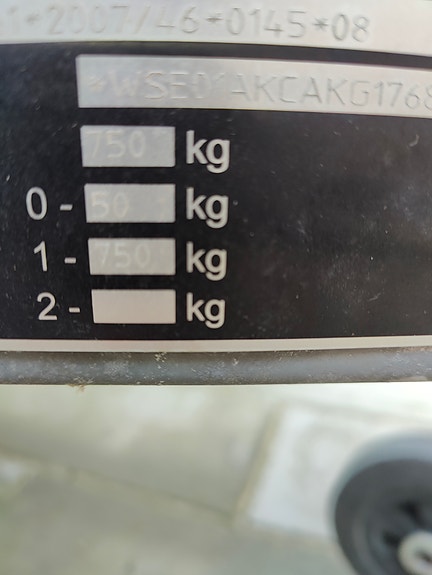 1*2007/46*0145*08
*WSE01AKCAKG1768
750 kg
0 - 50 kg
1 - 750 kg
2 - kg